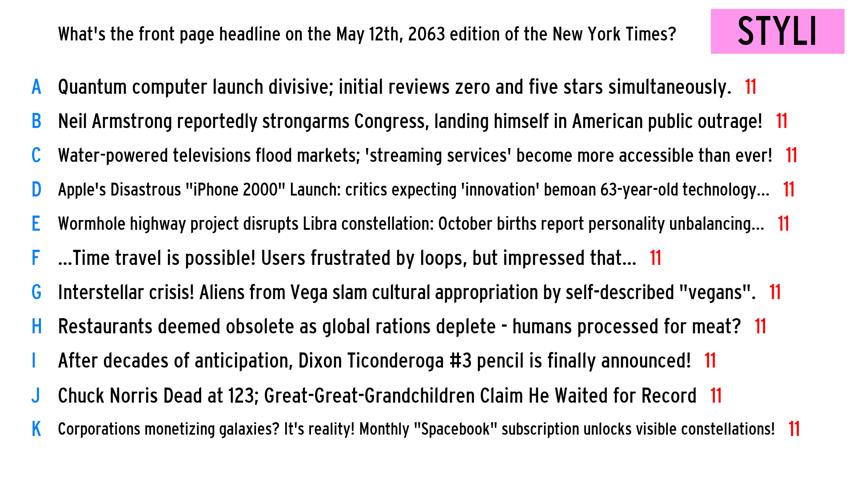 What's the front page headline on the May 12th, 2063 edition of the New York Times?
STYLI
A Quantum computer launch divisive; initial reviews zero and five stars simultaneously. 11
B Neil Armstrong reportedly strongarms Congress, landing himself in American public outrage! 11
C Water-powered televisions flood markets; 'streaming services' become more accessible than ever! 11
D Apple's Disastrous "iPhone 2000" Launch: critics expecting 'innovation' bemoan 63-year-old technology... 11
E Wormhole highway project disrupts Libra constellation: October births report personality unbalancing... 11
F ...Time travel is possible! Users frustrated by loops, but impressed that... 11
G Interstellar crisis! Aliens from Vega slam cultural appropriation by self-described "vegans". 11
H Restaurants deemed obsolete as global rations deplete - humans processed for meat? 11
I After decades of anticipation, Dixon Ticonderoga #3 pencil is finally announced! 11
J Chuck Norris Dead at 123; Great-Great-Grandchildren Claim He Waited for Record 11
K Corporations monetizing galaxies? It's reality! Monthly "Spacebook" subscription unlocks visible constellations! 11